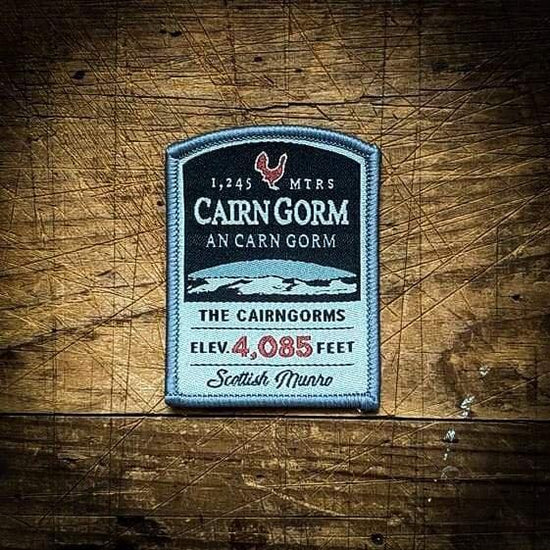 1,245 MTRS
CAIRN GORM
AN CARN GORM
THE CAIRNGORMS
ELEV. 4,085 FEET
Scottish Munro